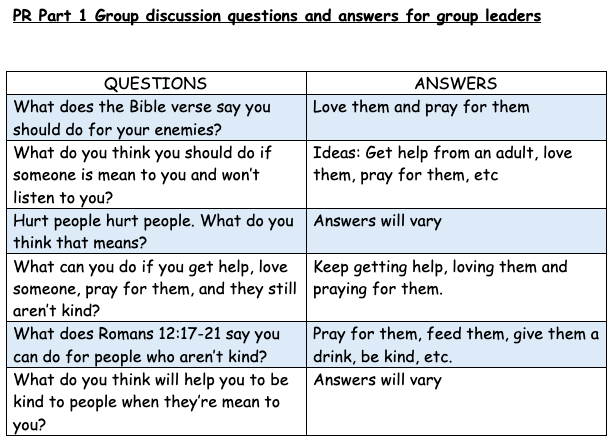 PR Part 1 Group discussion questions and answers for group leaders
QUESTIONS
ANSWERS
What does the Bible verse say you
should do for your enemies?
Love them and pray for them
What do you think you should do if
someone is mean to you and won't
listen to you?
Ideas: Get help from an adult, love
them, pray for them, etc
Hurt people hurt people. What do you
think that means?
Answers will vary
What can you do if you get help, love
someone, pray for them, and they still
aren't kind?
Keep getting help, loving them and
praying for them.
What does Romans 12:17-21 say you
can do for people who aren't kind?
Pray for them, feed them, give them a
drink, be kind, etc.
What do you think will help you to be
kind to people when they're mean to
you?
Answers will vary